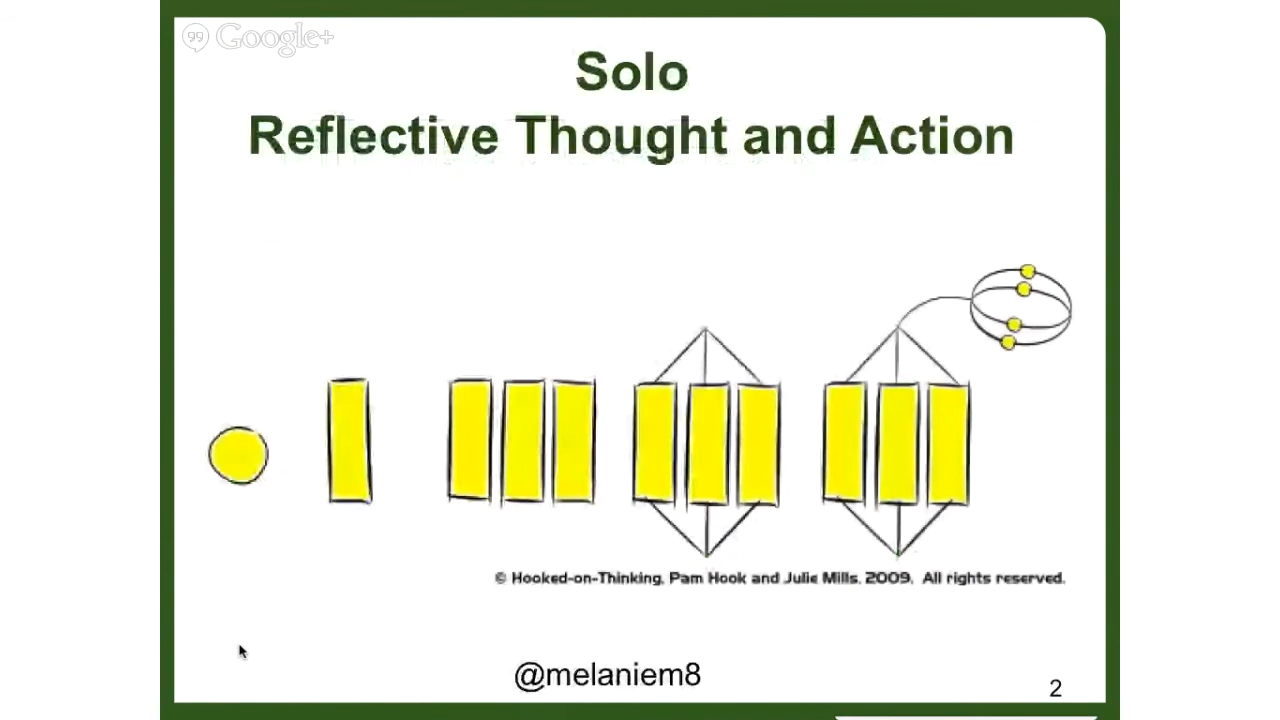 Google+
Solo
Reflective Thought and Action
© Hooked-on-Thinking, Pam Hook and Julie Mills, 2009. All rights reserved.
@melaniem8
2